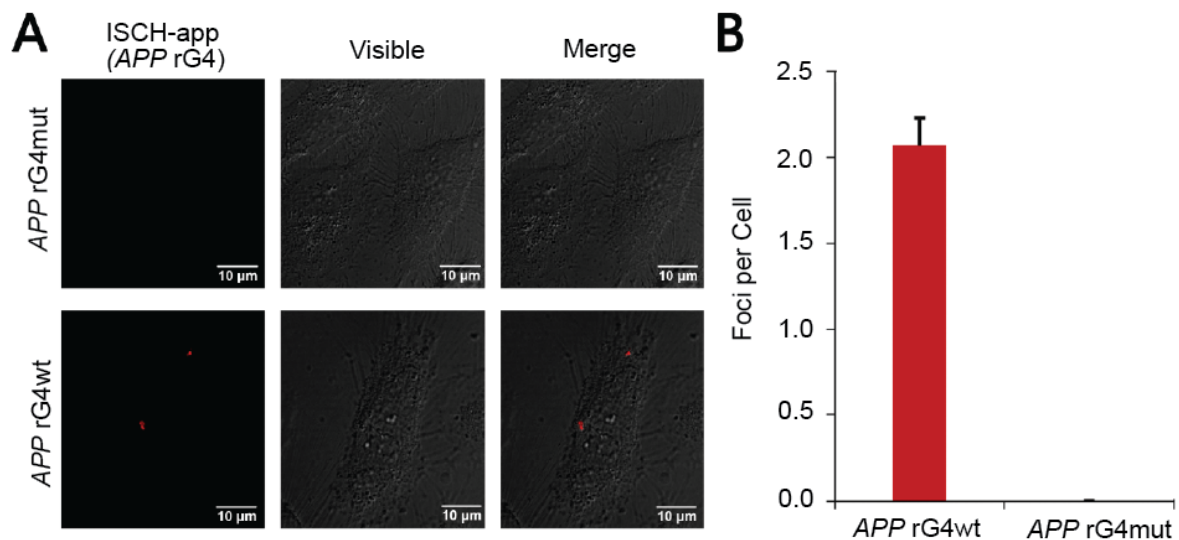 A
ISCH-app
(APP rG4)
Visible
Merge
APP rG4mut
10 µm
10 µm
10 µm
APP rG4wt
10 µm
10 µm
10 µm
B
Foci per Cell
2.5
2.0
1.5
1.0
0.5
0.0
APP rG4wt
APP rG4mut